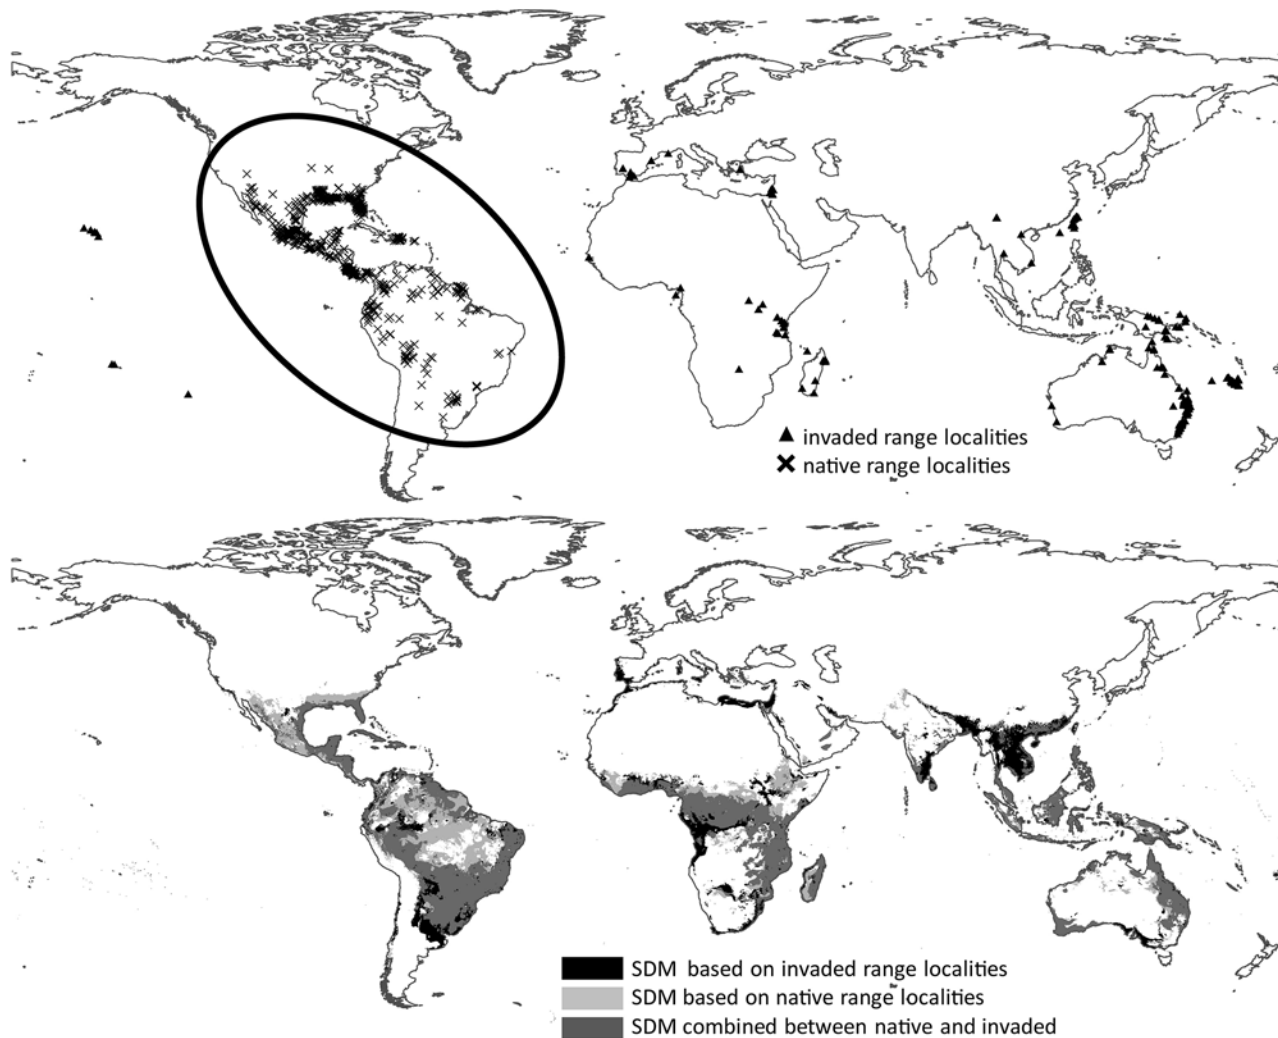 invaded range localities
native range localities
SDM based on invaded range localities
SDM based on native range localities
SDM combined between native and invaded